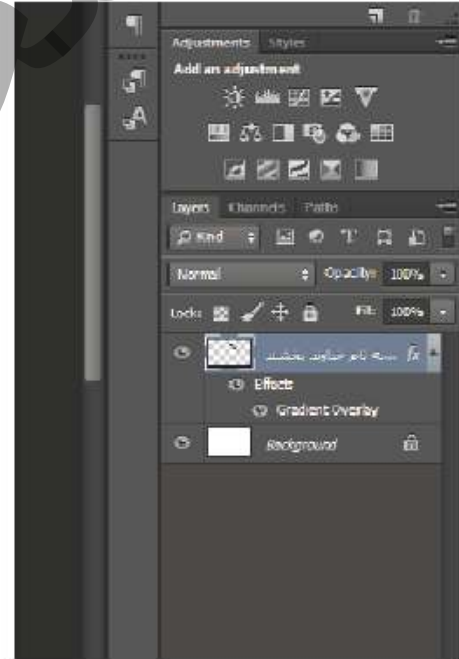 Adjustments Styles
Add an adjustment
Layers Channels Paths
Kind
Normal Opacity: 100%
Lock: Fill: 100%
fx
Effects
Gradient Overlay
Background